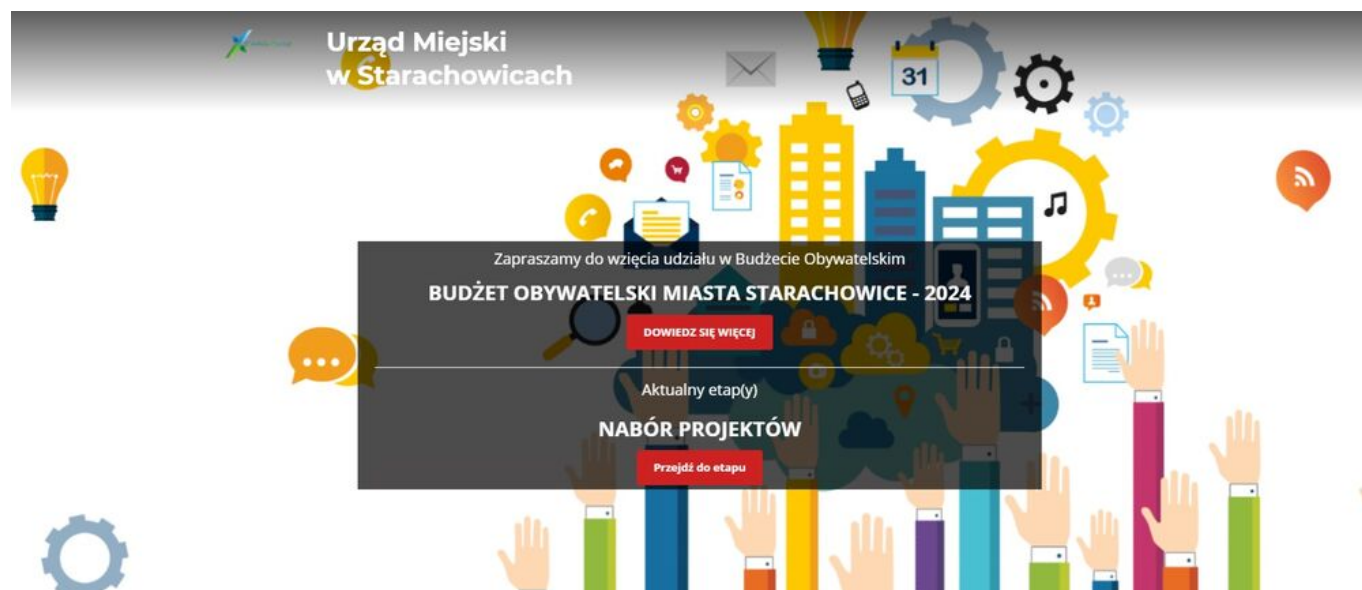 Urząd Miejski
w Starachowicach
31
Zapraszamy do wzięcia udziału w Budżecie Obywatelskim
BUDŻET OBYWATELSKI MIASTA STARACHOWICE - 2024
DOWIEDZ SIĘ WIĘCEJ
Aktualny etap(y)
NABÓR PROJEKTÓW
Przejdź do etapu